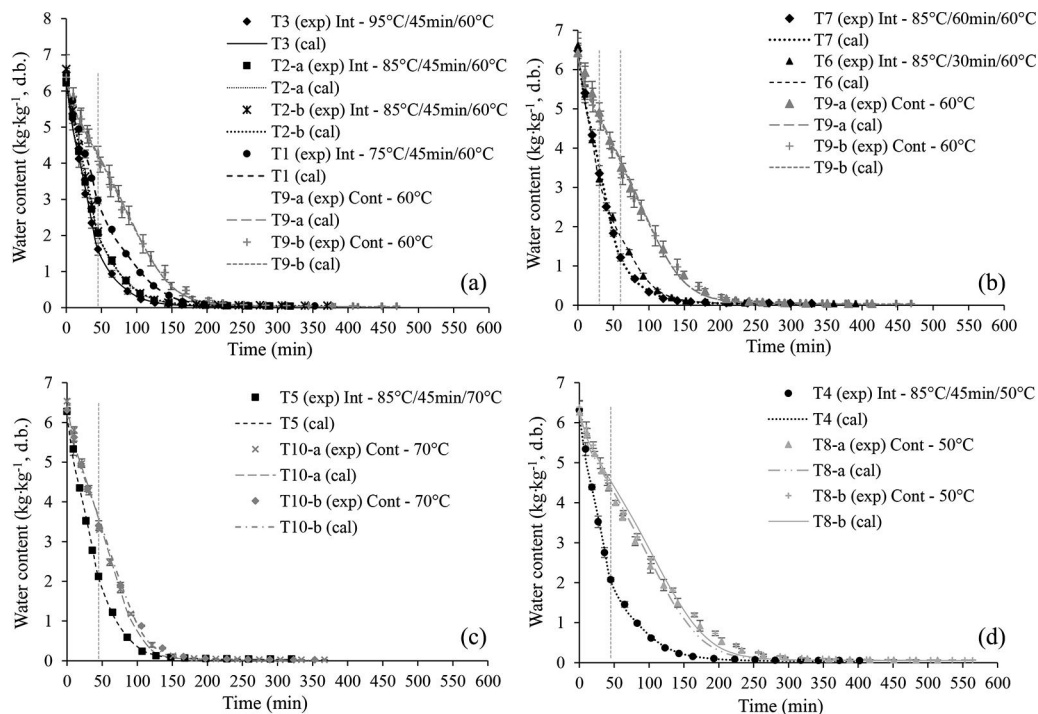 T3 (exp) Int - 95°C/45min/60°C
T3 (cal)
T2-a (exp) Int - 85°C/45min/60°C
T2-a (cal)
T2-b (exp) Int - 85°C/45min/60°C
T2-b (cal)
T1 (exp) Int - 75°C/45min/60°C
T1 (cal)
T9-a (exp) Cont - 60°C
T9-a (cal)
T9-b (exp) Cont - 60°C
T9-b (cal)
(a)
Water content (kg·kg⁻¹, d.b.)
8
7
6
5
4
3
2
1
0
0 50 100 150 200 250 300 350 400 450 500 550 600
Time (min)
T7 (exp) Int - 85°C/60min/60°C
T7 (cal)
T6 (exp) Int - 85°C/30min/60°C
T6 (cal)
T9-a (exp) Cont - 60°C
T9-a (cal)
T9-b (exp) Cont - 60°C
T9-b (cal)
(b)
Water content (kg·kg⁻¹, d.b.)
7
6
5
4
3
2
1
0
0 50 100 150 200 250 300 350 400 450 500 550 600
Time (min)
T5 (exp) Int - 85°C/45min/70°C
T5 (cal)
T10-a (exp) Cont - 70°C
T10-a (cal)
T10-b (exp) Cont - 70°C
T10-b (cal)
(c)
Water content (kg·kg⁻¹, d.b.)
7
6
5
4
3
2
1
0
0 50 100 150 200 250 300 350 400 450 500 550 600
Time (min)
T4 (exp) Int - 85°C/45min/50°C
T4 (cal)
T8-a (exp) Cont - 50°C
T8-a (cal)
T8-b (exp) Cont - 50°C
T8-b (cal)
(d)
Water content (kg·kg⁻¹, d.b.)
7
6
5
4
3
2
1
0
0 50 100 150 200 250 300 350 400 450 500 550 600
Time (min)